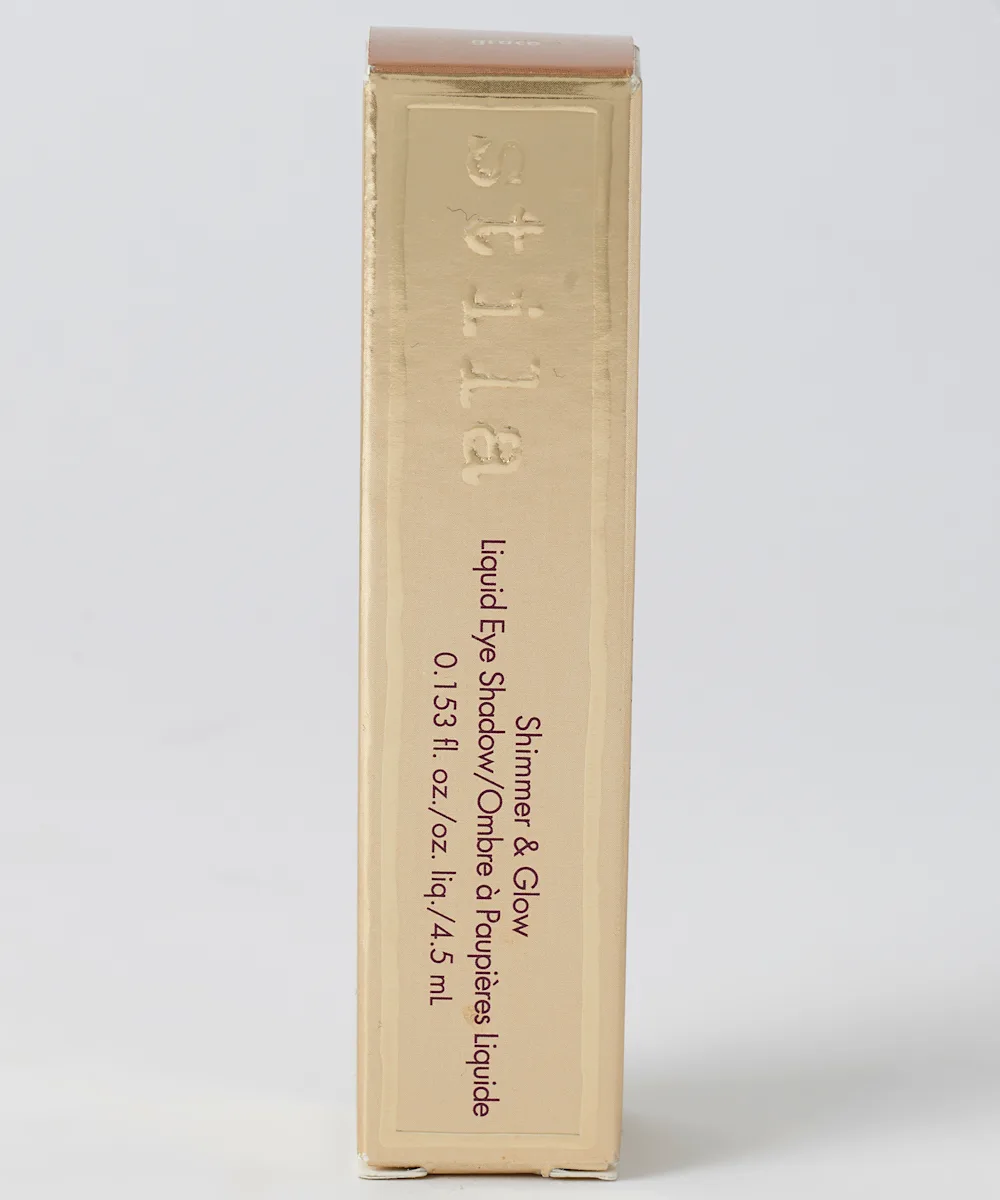 stila
Shimmer & Glow
Liquid Eye Shadow/Ombre à Paupières Liquide
0.153 fl. oz./oz. liq./4.5 mL